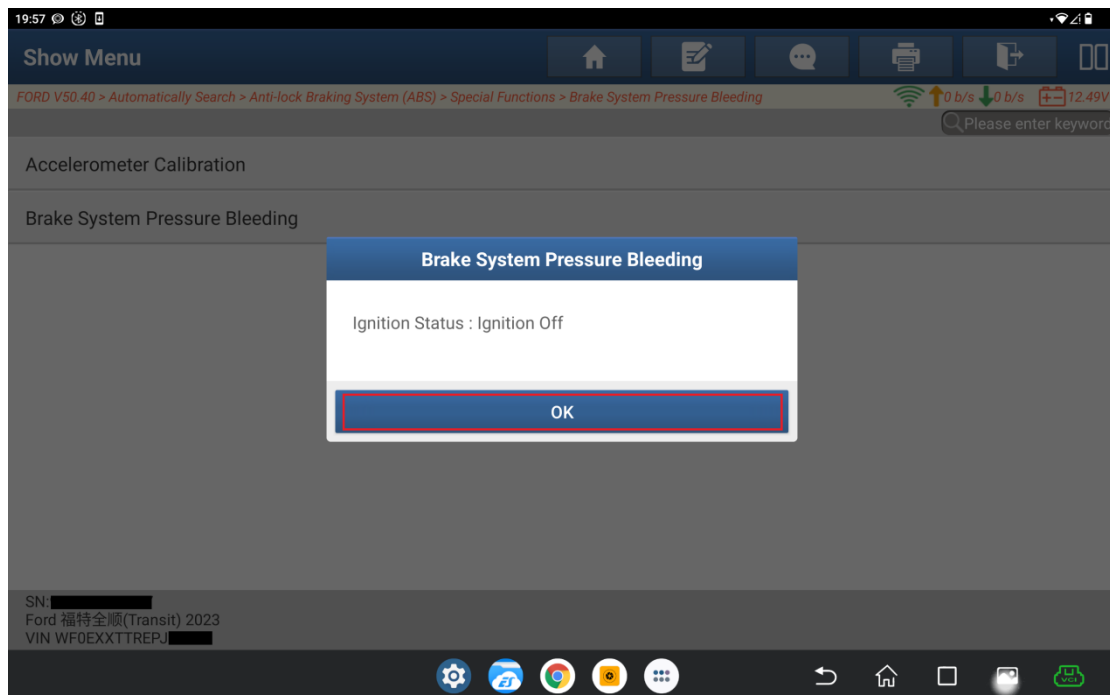 19:57
Show Menu
FORD V50.40 > Automatically Search > Anti-lock Braking System (ABS) > Special Functions > Brake System Pressure Bleeding
0 b/s 0 b/s 12.49V
Please enter keyword
Accelerometer Calibration
Brake System Pressure Bleeding
Brake System Pressure Bleeding
Ignition Status : Ignition Off
OK
SN:
Ford 福特全顺(Transit) 2023
VIN WF0EXXTTREPJ
ES
VCI